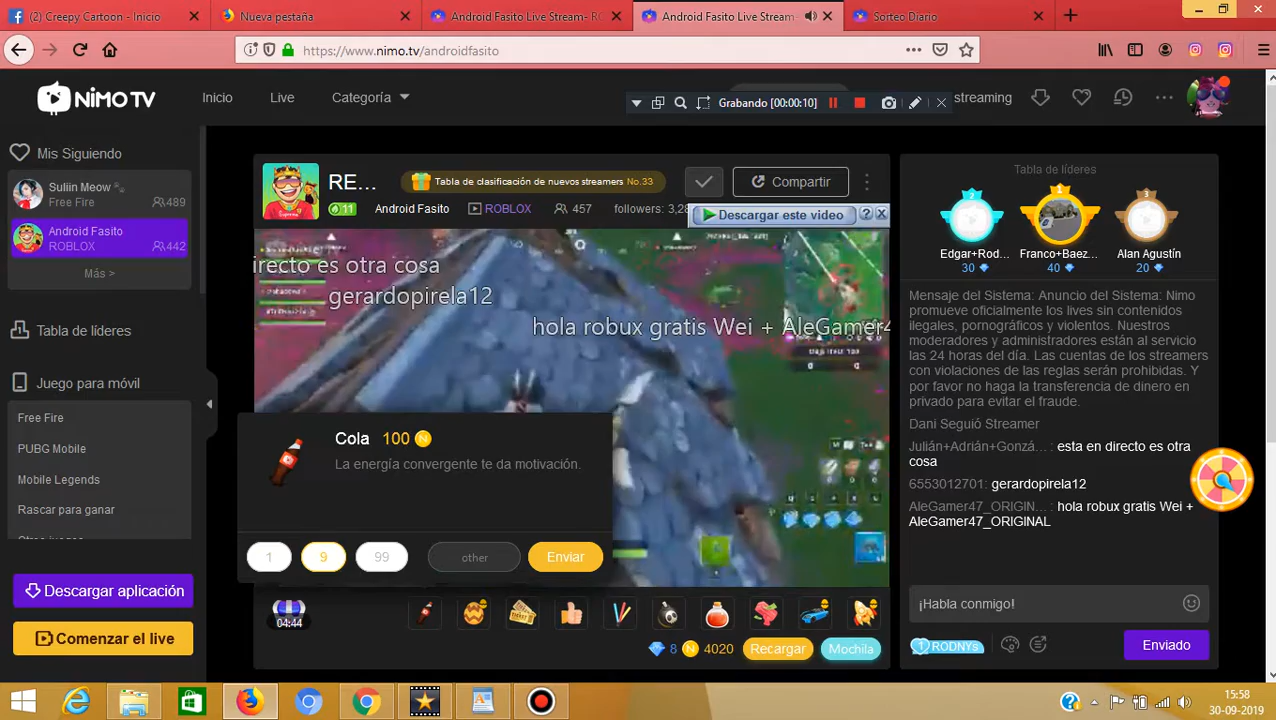 (2) Creepy Cartoon - Inicio
Nueva pestaña
Android Fasito Live Stream- RO
Android Fasito Live Stream-
Sorteo Diario
https://www.nimo.tv/androidfasito
NIMO TV
Inicio
Live
Categoría
Grabando [00:00:10]
streaming
Mis Siguiendo
Suliin Meow
Free Fire
489
Android Fasito
ROBLOX
442
Más >
Tabla de líderes
Juego para móvil
Free Fire
PUBG Mobile
Mobile Legends
Rascar para ganar
Otros juegos
Descargar aplicación
Comenzar el live
RE...
Tabla de clasificación de nuevos streamers No.33
Compartir
11
Android Fasito
ROBLOX
457
followers: 3,28
Descargar este video
irecto es otra cosa
gerardopirela12
hola robux gratis Wei + AleGamer4
Cola 100
La energía convergente te da motivación.
1
9
99
other
Enviar
04:44
8
4020
Recargar
Mochila
Tabla de líderes
2
1
3
Edgar+Rod...
Franco+Baez...
Alan Agustín
30
40
20
Mensaje del Sistema: Anuncio del Sistema: Nimo
promueve oficialmente los lives sin contenidos
ilegales, pornográficos y violentos. Nuestros
moderadores y administradores están al servicio
las 24 horas del día. Las cuentas de los streamers
con violaciones de las reglas serán prohibidas. Y
por favor no haga la transferencia de dinero en
privado para evitar el fraude.
Dani Seguió Streamer
Julián+Adrián+Gonzá... : esta en directo es otra
cosa
6553012701: gerardopirela12
AleGamer47_ORIGIN... : hola robux gratis Wei +
AleGamer47_ORIGINAL
¡Habla conmigo!
1 RODNYs
Enviado
15:58
30-09-2019